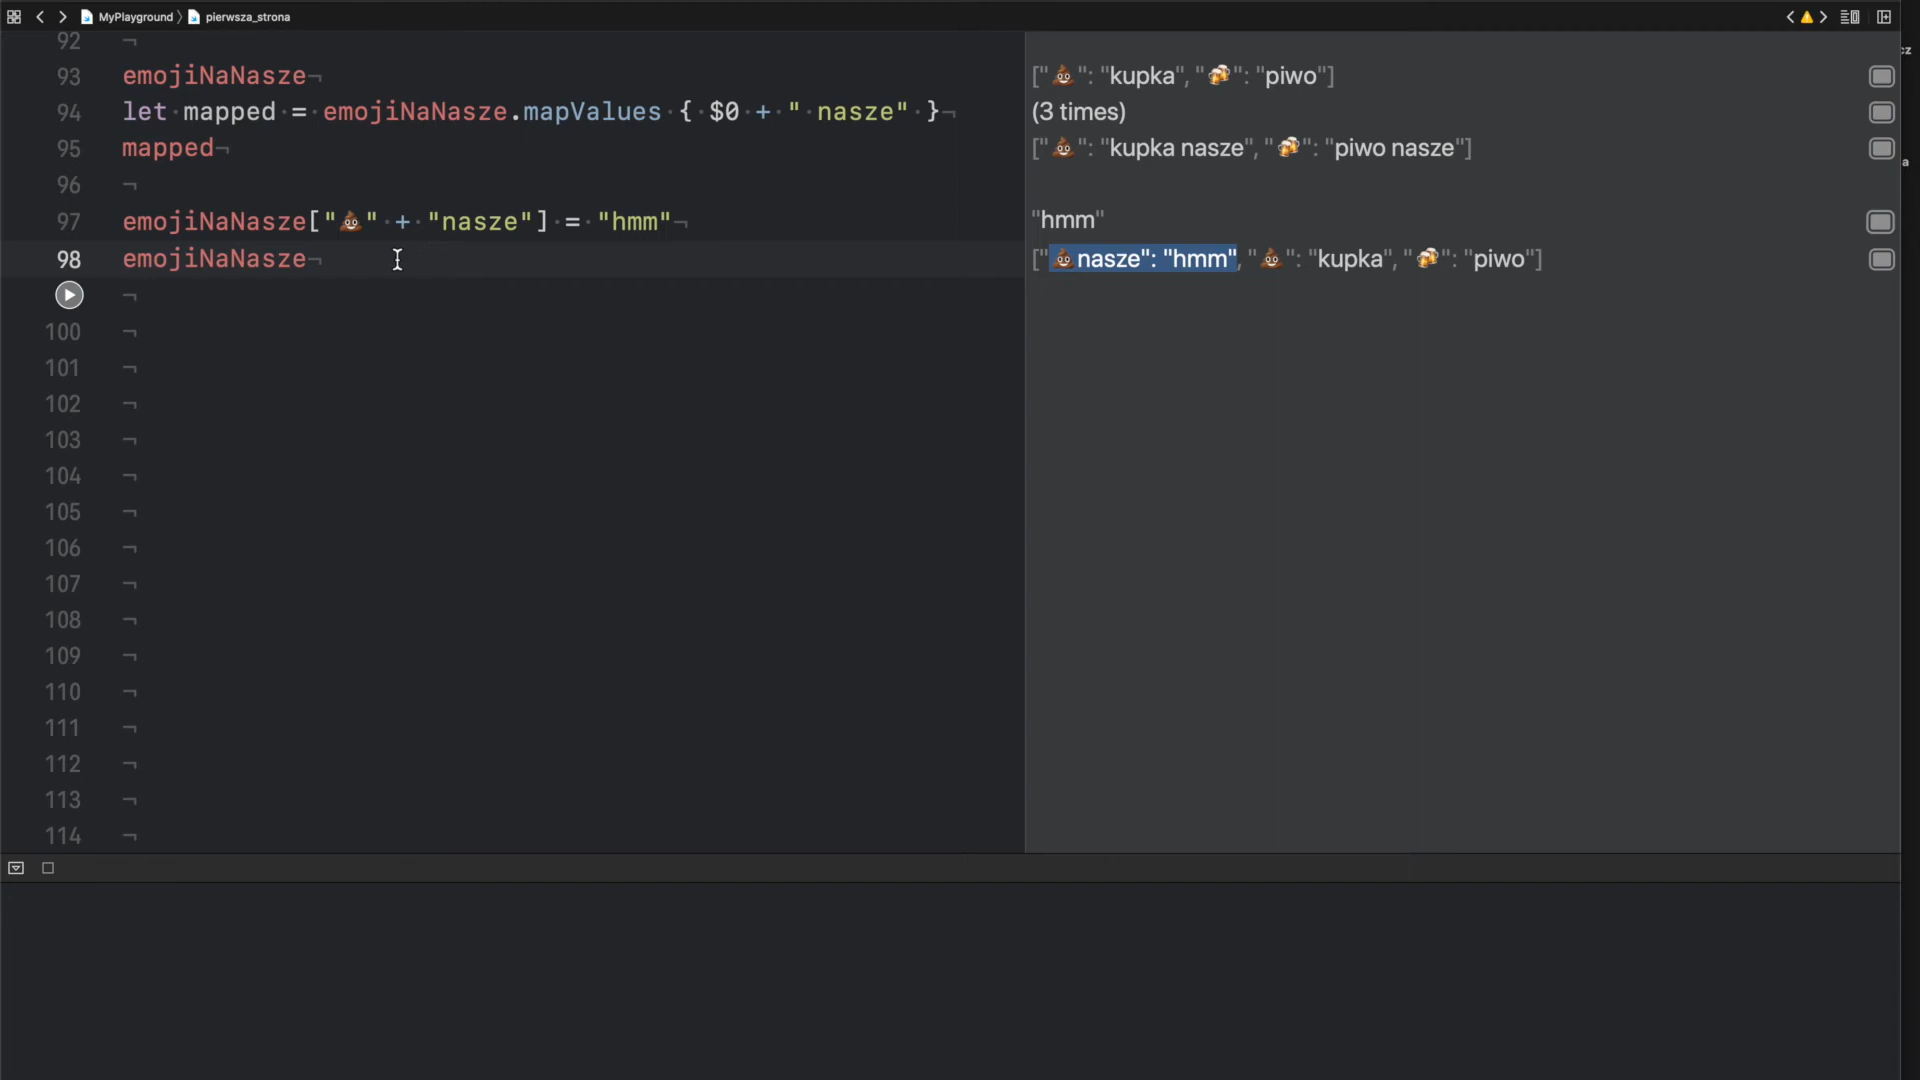 MyPlayground 〉 pierwsza_strona
92 ¬
93 emojiNaNasze¬
["💩": "kupka", "🍻": "piwo"]
94 let·mapped·=·emojiNaNasze.mapValues·{·$0·+·"·nasze"·}¬
(3 times)
95 mapped¬
["💩": "kupka nasze", "🍻": "piwo nasze"]
96 ¬
97 emojiNaNasze["💩"·+·"nasze"]·=·"hmm"¬
"hmm"
98 emojiNaNasze¬
["💩nasze": "hmm", "💩": "kupka", "🍻": "piwo"]
¬
100 ¬
101 ¬
102 ¬
103 ¬
104 ¬
105 ¬
106 ¬
107 ¬
108 ¬
109 ¬
110 ¬
111 ¬
112 ¬
113 ¬
114 ¬
cz
a